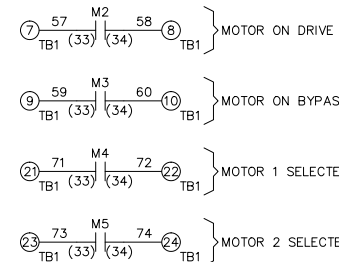 M2
7 57 58 8 MOTOR ON DRIVE
TB1 (33) (34) TB1
M3
9 59 60 10 MOTOR ON BYPAS
TB1 (33) (34) TB1
M4
21 71 72 22 MOTOR 1 SELECTE
TB1 (33) (34) TB1
M5
23 73 74 24 MOTOR 2 SELECTE
TB1 (33) (34) TB1